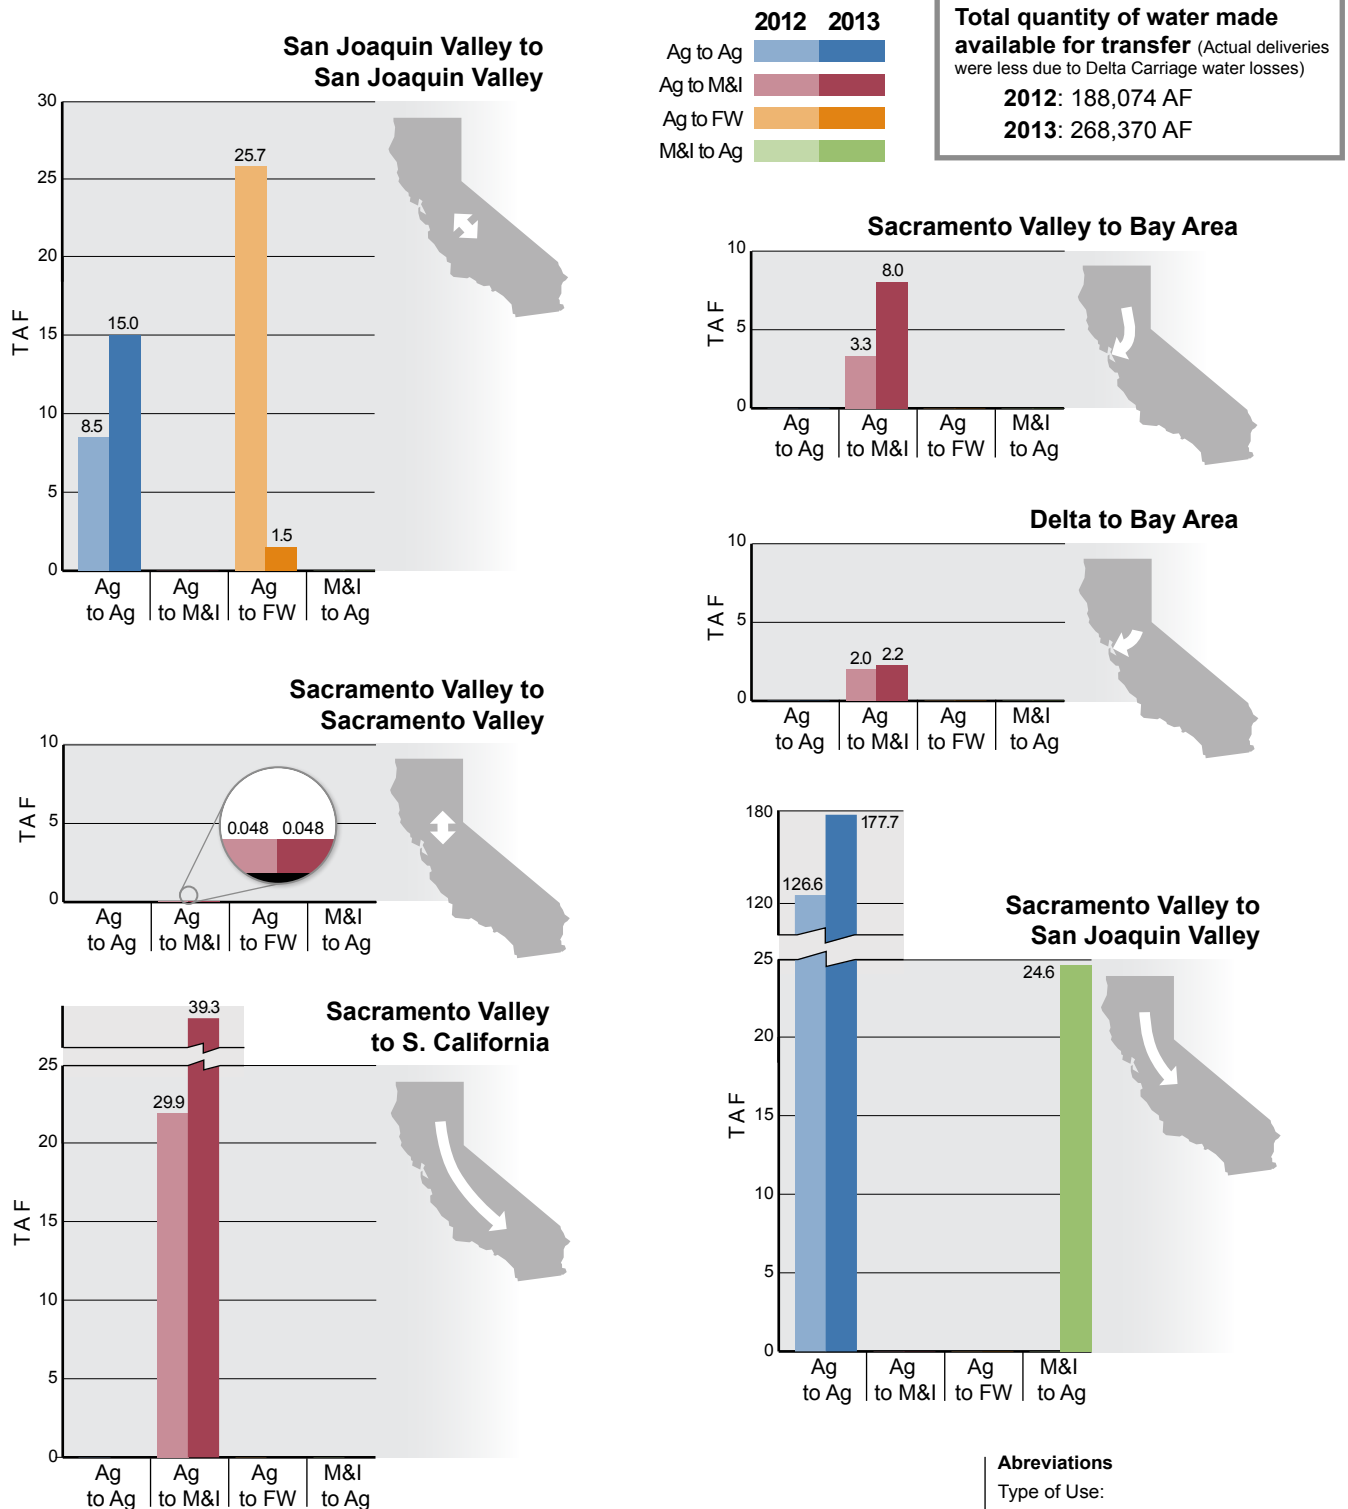 San Joaquin Valley to
San Joaquin Valley
30
25
20
15
10
5
0
TAF
8.5
15.0
25.7
1.5
Ag to Ag
Ag to M&I
Ag to FW
M&I to Ag
2012 2013
Ag to Ag
Ag to M&I
Ag to FW
M&I to Ag
Total quantity of water made
available for transfer (Actual deliveries
were less due to Delta Carriage water losses)
2012: 188,074 AF
2013: 268,370 AF
Sacramento Valley to Bay Area
10
5
0
TAF
3.3
8.0
Ag to Ag
Ag to M&I
Ag to FW
M&I to Ag
Delta to Bay Area
10
5
0
TAF
2.0
2.2
Ag to Ag
Ag to M&I
Ag to FW
M&I to Ag
Sacramento Valley to
Sacramento Valley
10
5
0
TAF
0.048 0.048
Ag to Ag
Ag to M&I
Ag to FW
M&I to Ag
Sacramento Valley
to S. California
25
20
15
10
5
0
TAF
29.9
39.3
Ag to Ag
Ag to M&I
Ag to FW
M&I to Ag
Sacramento Valley to
San Joaquin Valley
180
120
25
20
15
10
5
0
TAF
126.6
177.7
24.6
Ag to Ag
Ag to M&I
Ag to FW
M&I to Ag
Abreviations
Type of Use: